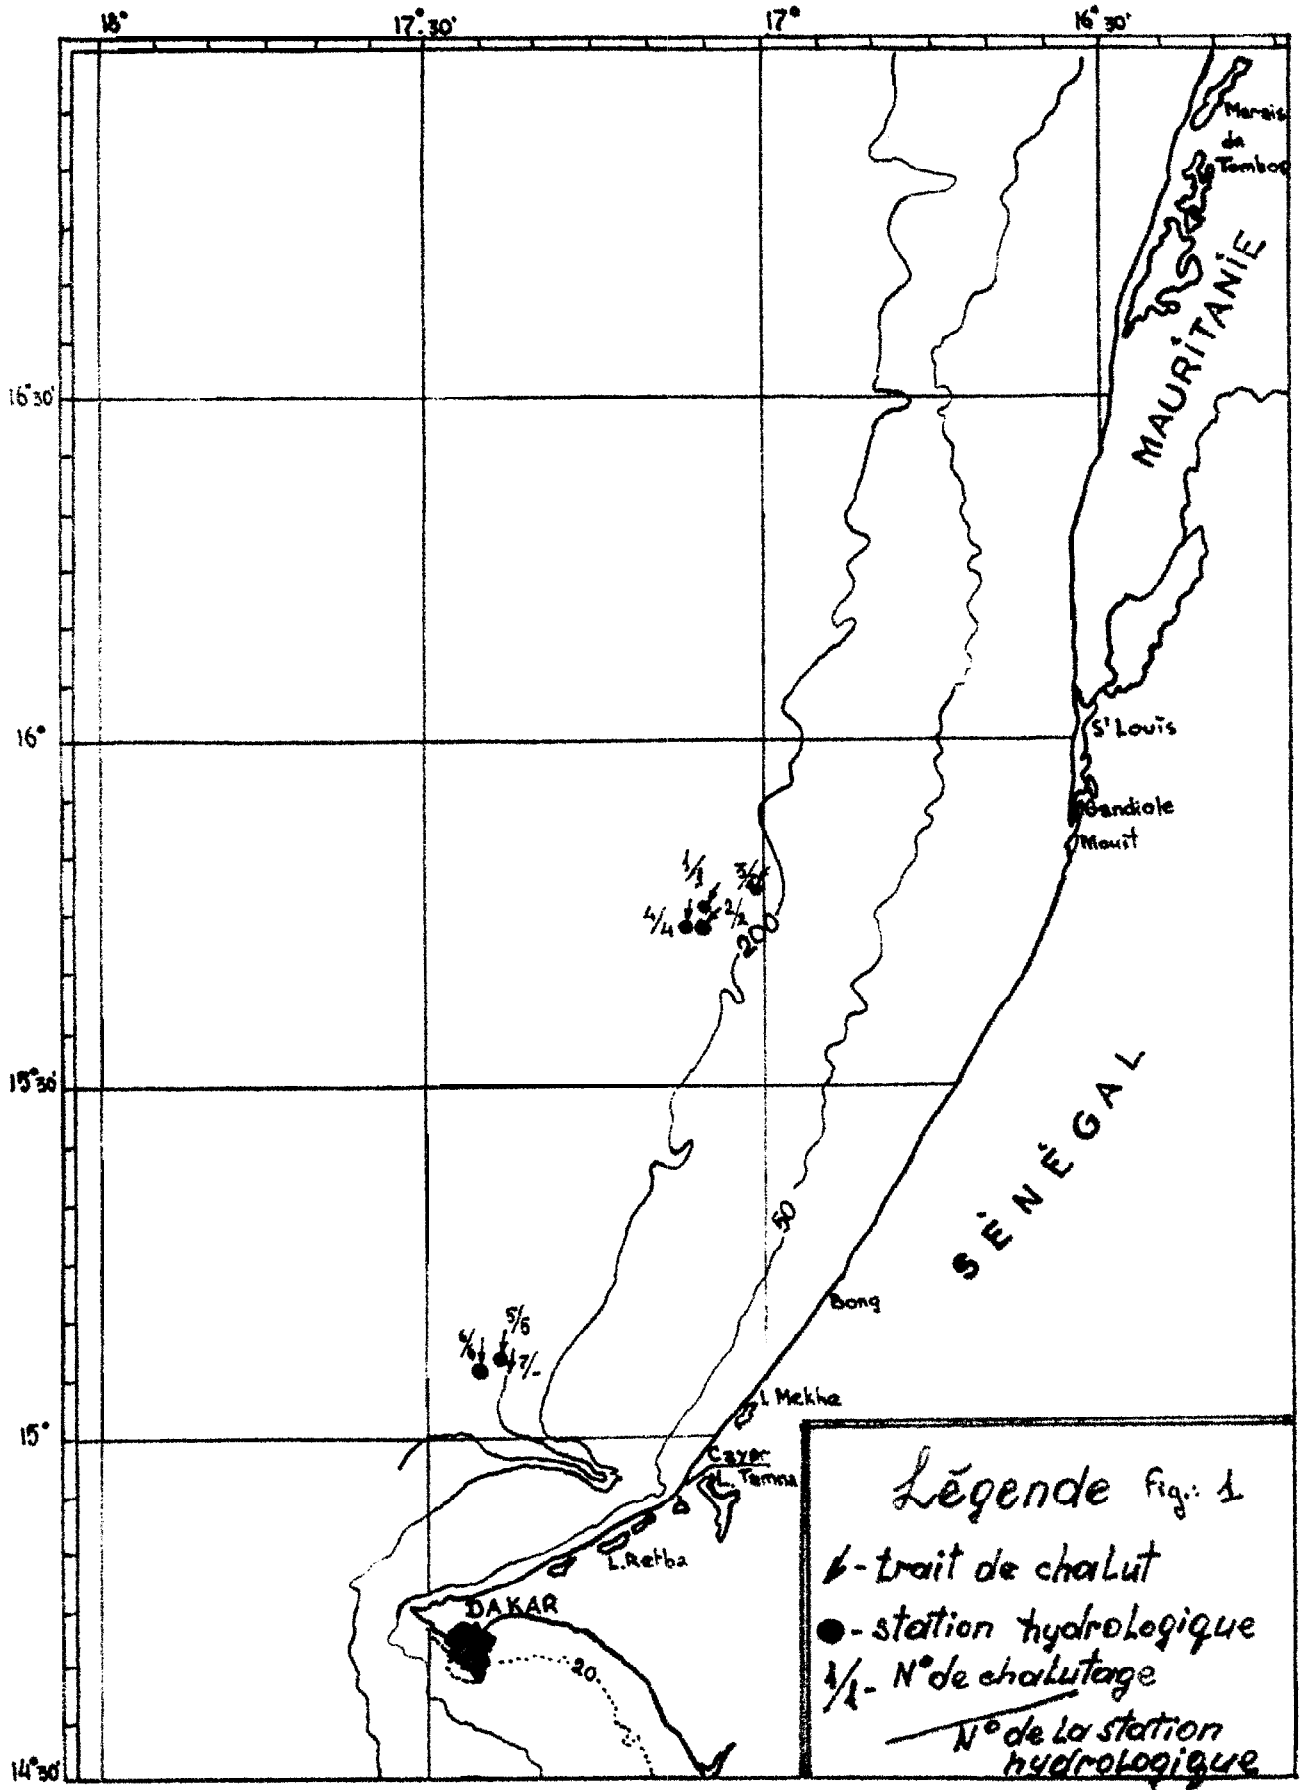 18°
17°30'
17°
16°30'
Marais
de
Tombos
MAURITANIE
16°30'
16°
St Louis
Gandiole
Mouit
1/1
4/4
2/2
200
15°30'
SÉNÉGAL
50
Bong
5/5
6/6
7/-
L Mekhe
15°
Cayar
L. Tamna
L. Retba
DAKAR
20
14°30'
Légende Fig.: 1
- trait de chalut
- station hydrologique
1/1- N° de chalutage
N° de la station
hydrologique